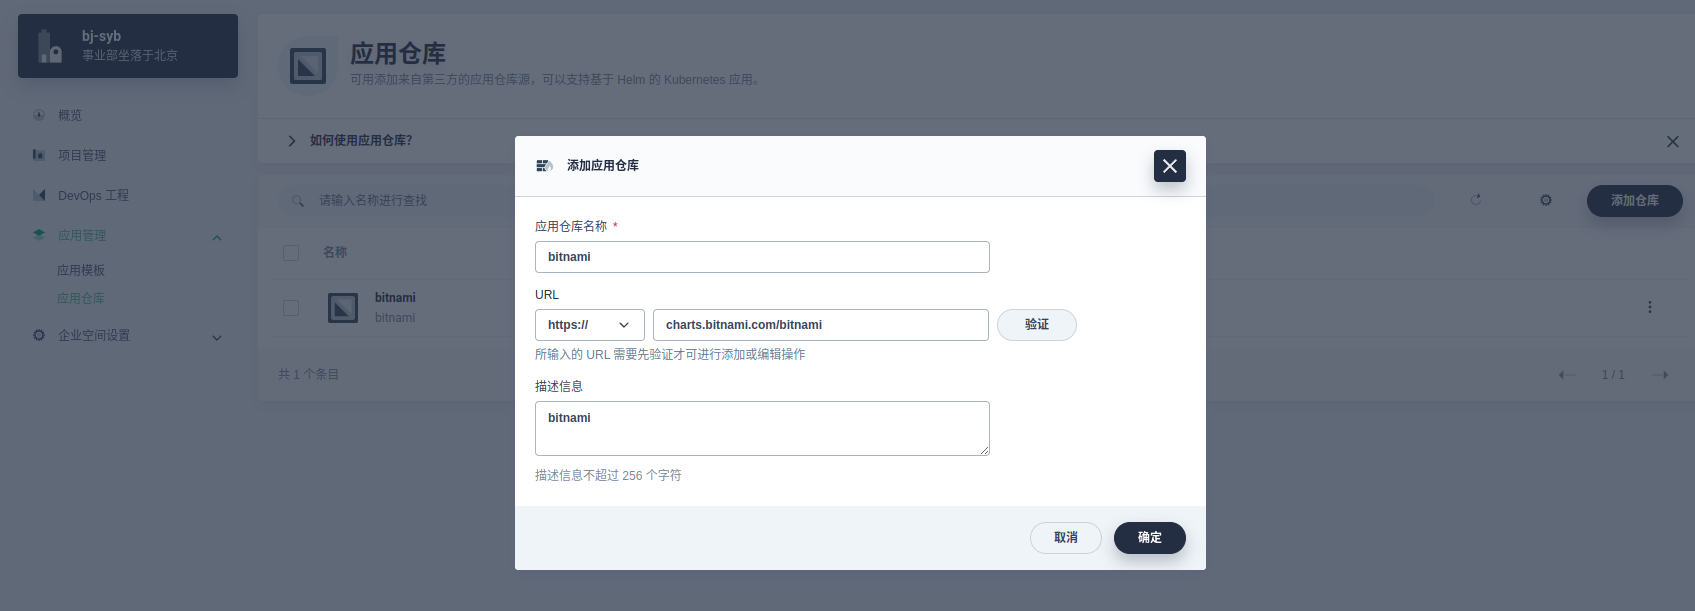 bj-syb
事业部坐落于北京
概览
项目管理
DevOps 工程
应用管理
应用模板
应用仓库
企业空间设置
应用仓库
可用添加来自第三方的应用仓库源，可以支持基于 Helm 的 Kubernetes 应用。
如何使用应用仓库?
请输入名称进行查找
添加仓库
名称
bitnami
bitnami
共 1 个条目
1 / 1
添加应用仓库
应用仓库名称 *
bitnami
URL
https:// charts.bitnami.com/bitnami 验证
所输入的 URL 需要先验证才可进行添加或编辑操作
描述信息
bitnami
描述信息不超过 256 个字符
取消 确定